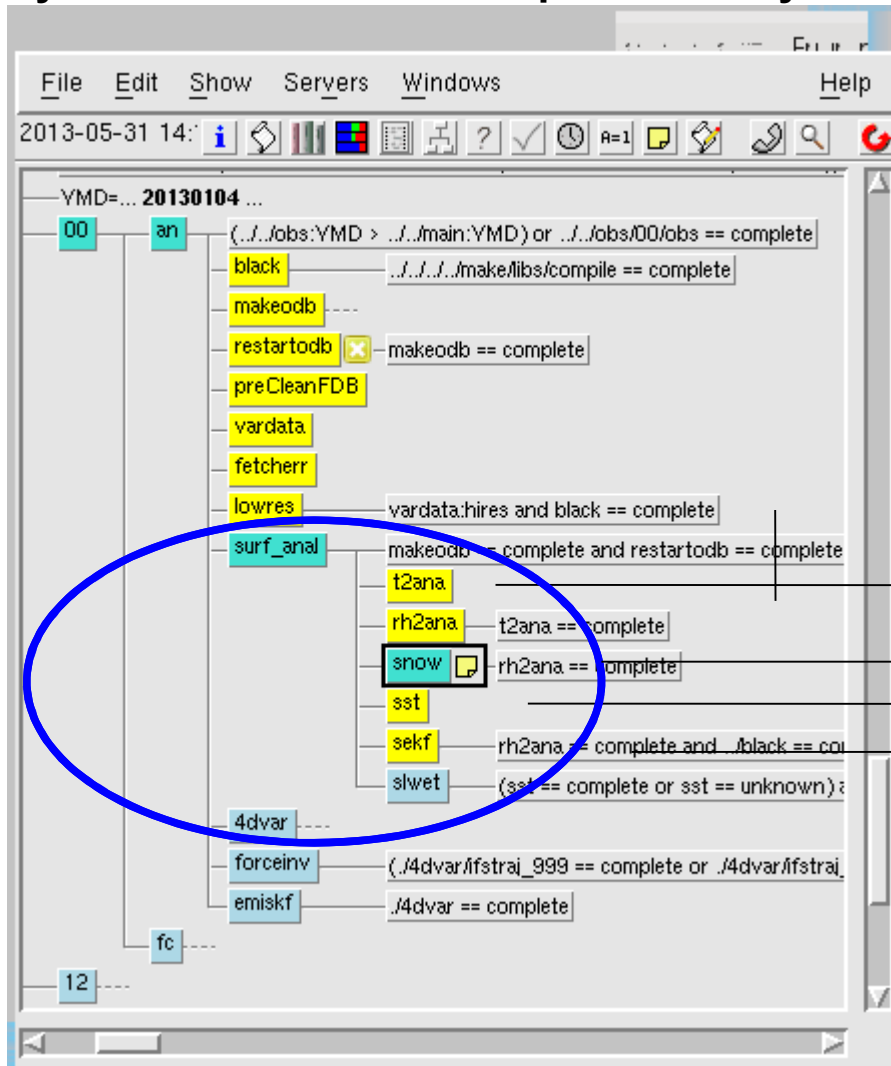 File Edit Show Servers Windows Help
2013-05-31 14: i ? A=1
YMD=... 20130104 ...
00 an (../../obs:YMD > ../../main:YMD) or ../../obs/00/obs == complete
black ../../../../make/libs/compile == complete
makeodb
restartodb makeodb == complete
preCleanFDB
vardata
fetcherr
lowres vardata:hires and black == complete
surf_anal makeodb == complete and restartodb == complete
t2ana
rh2ana t2ana == complete
snow rh2ana == complete
sst
sekf rh2ana == complete and ../black ==
slwet (sst == complete or sst == unknown)
4dvar
forceinv (./4dvar/ifstraj_999 == complete or ./4dvar/ifstraj_
emiskf ./4dvar == complete
fc
12